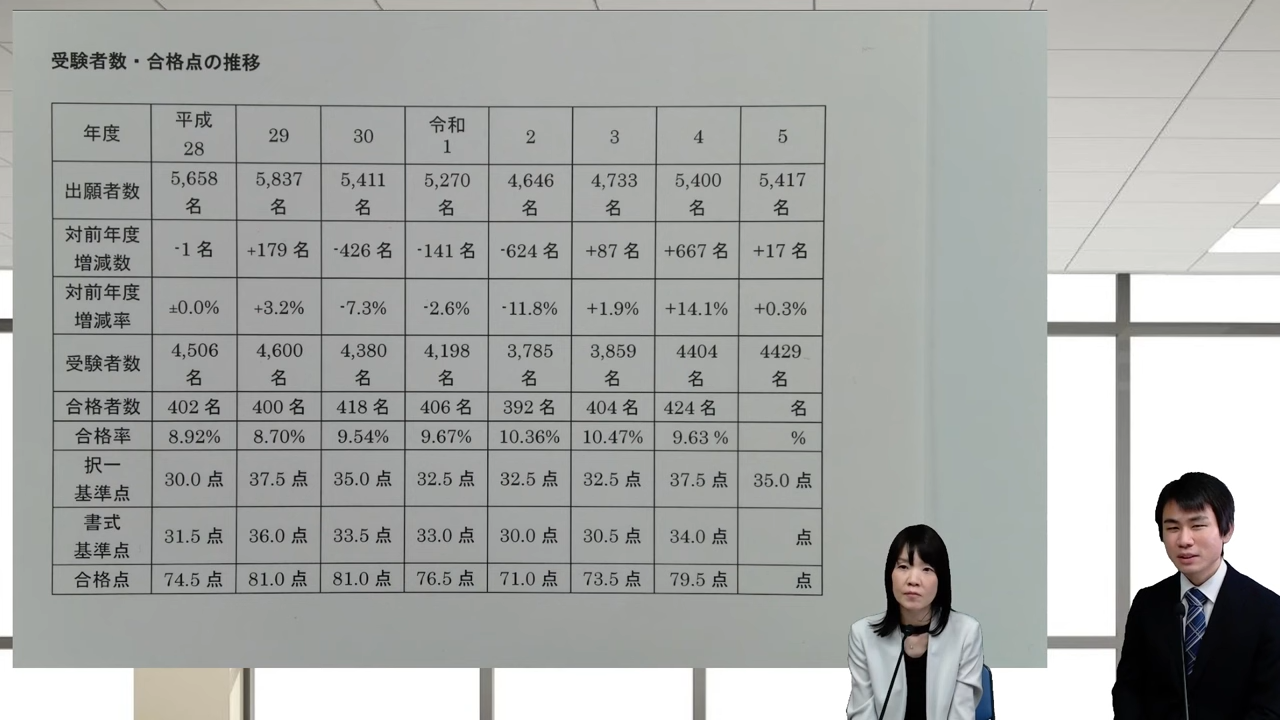 受験者数・合格点の推移
年度 平成28 29 30 令和1 2 3 4 5
出願者数 5,658名 5,837名 5,411名 5,270名 4,646名 4,733名 5,400名 5,417名
対前年度増減数 -1名 +179名 -426名 -141名 -624名 +87名 +667名 +17名
対前年度増減率 ±0.0% +3.2% -7.3% -2.6% -11.8% +1.9% +14.1% +0.3%
受験者数 4,506名 4,600名 4,380名 4,198名 3,785名 3,859名 4404名 4429名
合格者数 402名 400名 418名 406名 392名 404名 424名 名
合格率 8.92% 8.70% 9.54% 9.67% 10.36% 10.47% 9.63% %
択一基準点 30.0点 37.5点 35.0点 32.5点 32.5点 32.5点 37.5点 35.0点
書式基準点 31.5点 36.0点 33.5点 33.0点 30.0点 30.5点 34.0点 点
合格点 74.5点 81.0点 81.0点 76.5点 71.0点 73.5点 79.5点 点